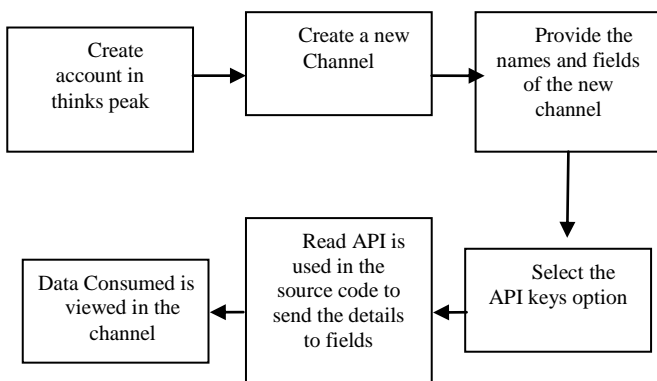 Create
account in
thinks peak
Create a new
Channel
Provide the
names and fields
of the new
channel
Select the
API keys option
Read API is
used in the
source code to
send the details
to fields
Data Consumed is
viewed in the
channel